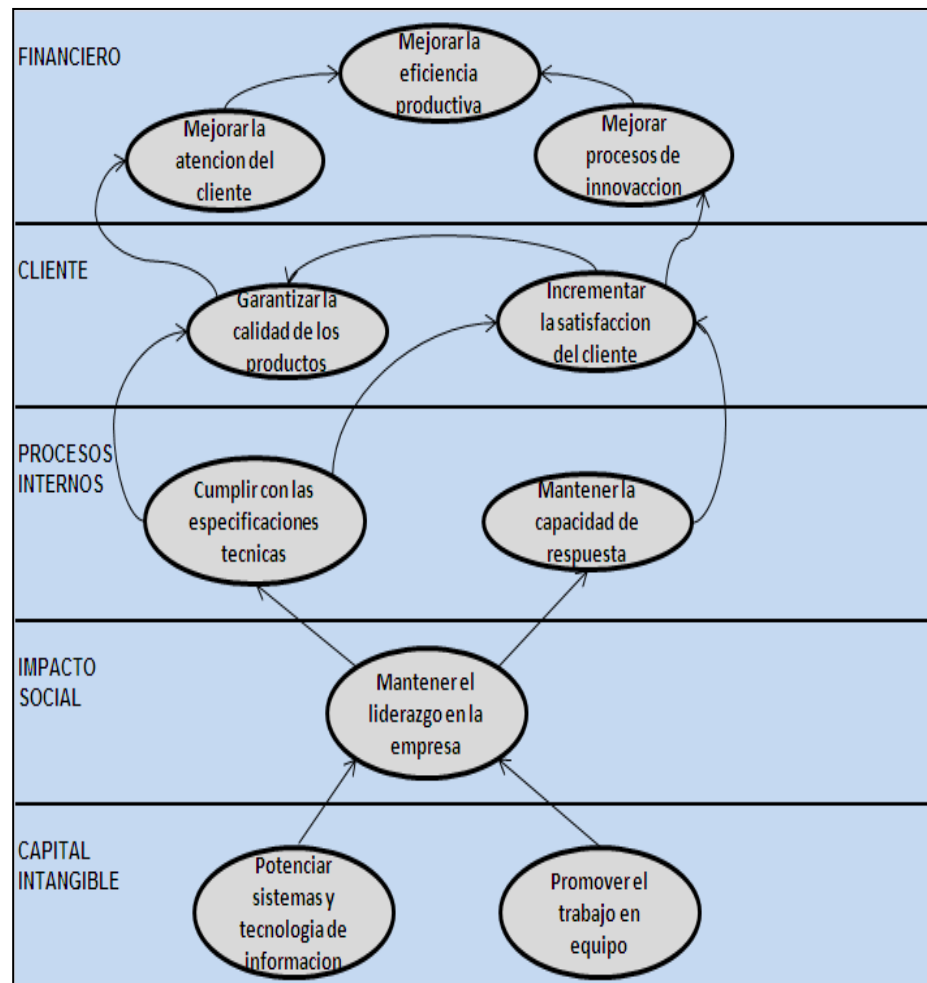 FINANCIERO
Mejorar la
eficiencia
productiva
Mejorar la
atencion del
cliente
Mejorar
procesos de
innovaccion
CLIENTE
Garantizar la
calidad de los
productos
Incrementar
la satisfaccion
del cliente
PROCESOS
INTERNOS
Cumplir con las
especificaciones
tecnicas
Mantener la
capacidad de
respuesta
IMPACTO
SOCIAL
Mantener el
liderazgo en la
empresa
CAPITAL
INTANGIBLE
Potenciar
sistemas y
tecnologia de
informacion
Promover el
trabajo en
equipo